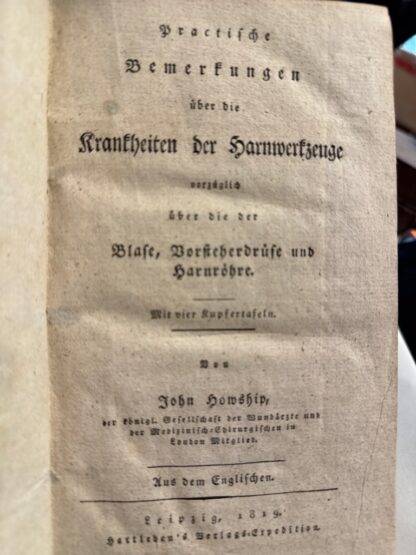 Practische
Bemerkungen
über die
Krankheiten der Harnwerkzeuge
vorzüglich
über die der
Blase, Vorsteherdrüse und
Harnröhre.
Mit vier Kupfertafeln.
Von
John Howship,
der königl. Gesellschaft der Wundärzte und
der Medizinisch-Chirurgischen in
London Mitglied.
Aus dem Englischen.
Leipzig, 1819.
Hartleben's Verlags-Expedition.